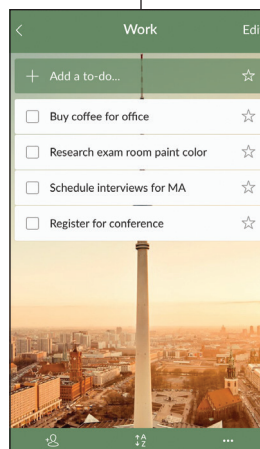 Work
Edi
Add a to-do...
Buy coffee for office
Research exam room paint color
Schedule interviews for MA
Register for conference
A
Z